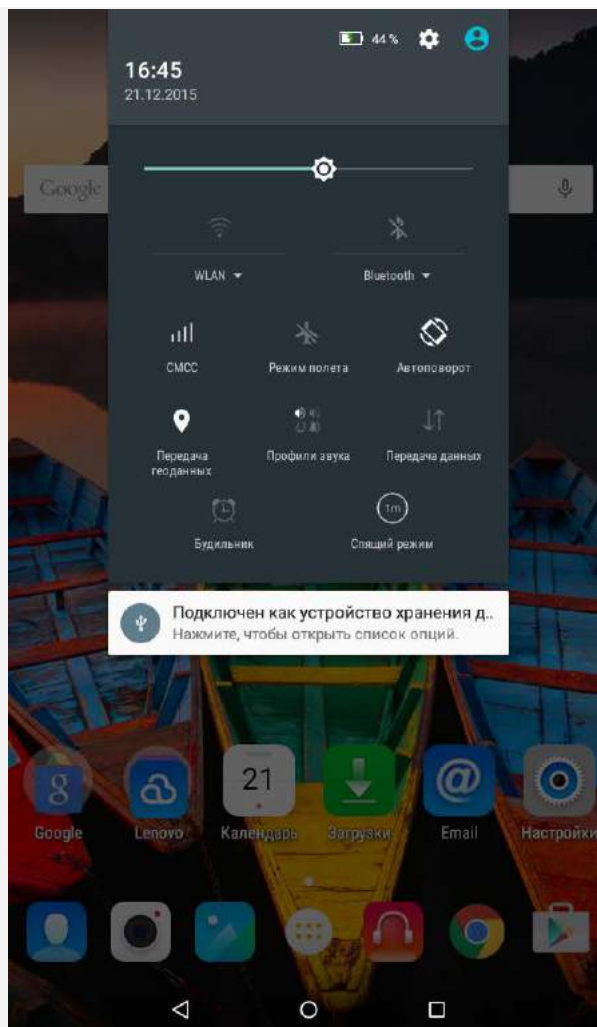 44%
16:45
21.12.2015
Google
WLAN
Bluetooth
CMCC
Режим полета
Автоповорот
Передача
геоданных
Профили звука
Передача данных
1m
Будильник
Спящий режим
Подключен как устройство хранения д..
Нажмите, чтобы открыть список опций.
21
Google
Lenovo
Календарь
Загрузки
Email
Настройки